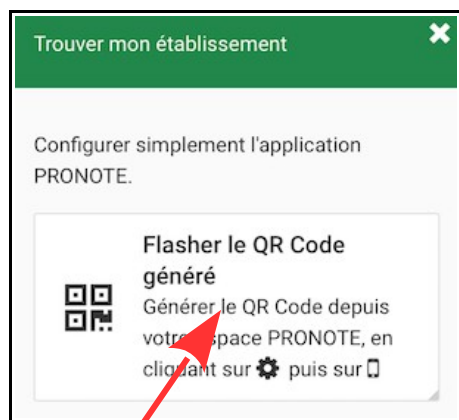 Trouver mon établissement
Configurer simplement l'application
PRONOTE.
Flasher le QR Code
généré
Générer le QR Code depuis
votre espace PRONOTE, en
cliquant sur puis sur